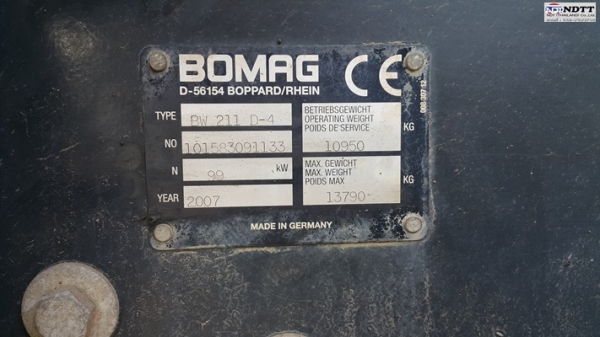 NDTT
BOMAG CE
D-56154 BOPPARD/RHEIN
TYPE BW 211 D-4
NO 101583091133
N 99 kW
YEAR 2007
BETRIEBSGEWICHT
OPERATING WEIGHT
POIDS DE SERVICE
10950 KG
MAX. GEWICHT
MAX. WEIGHT
POIDS MAX
13790 KG
MADE IN GERMANY